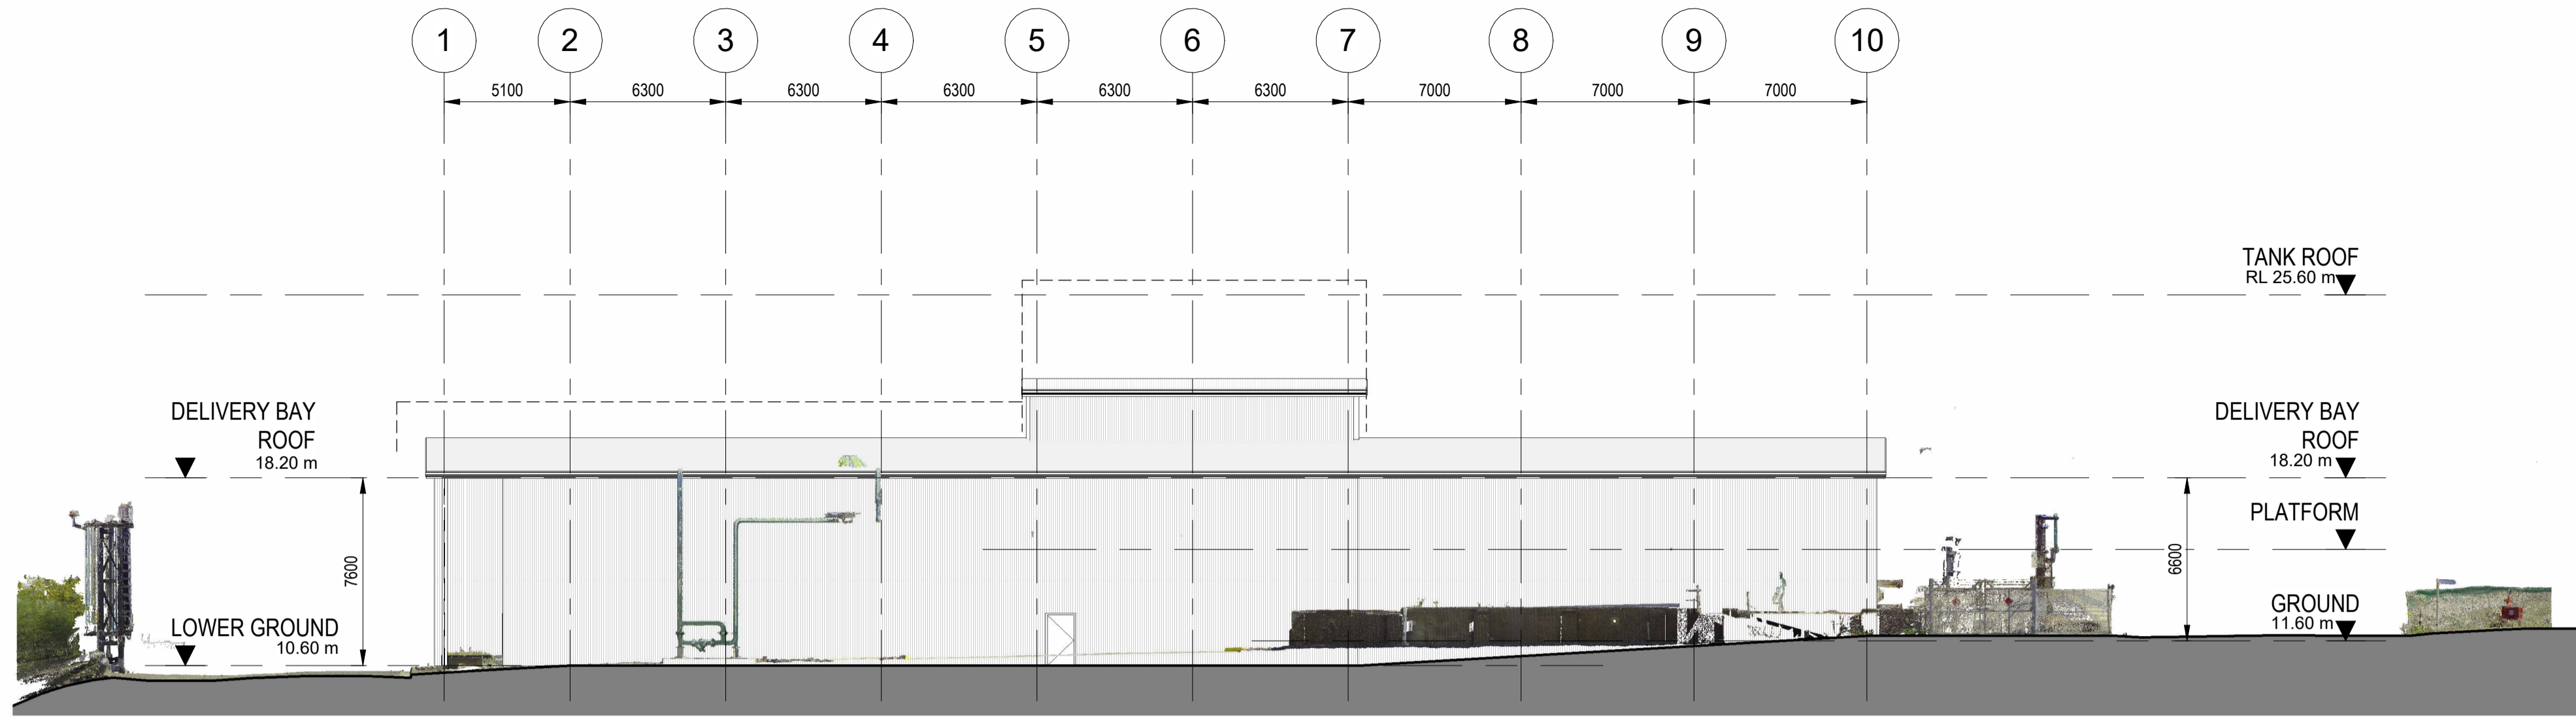 1 2 3 4 5 6 7 8 9 10
5100 6300 6300 6300 6300 6300 7000 7000 7000
TANK ROOF
RL 25.60 m
DELIVERY BAY
ROOF
18.20 m
DELIVERY BAY
ROOF
18.20 m
PLATFORM
7600
6600
LOWER GROUND
10.60 m
GROUND
11.60 m